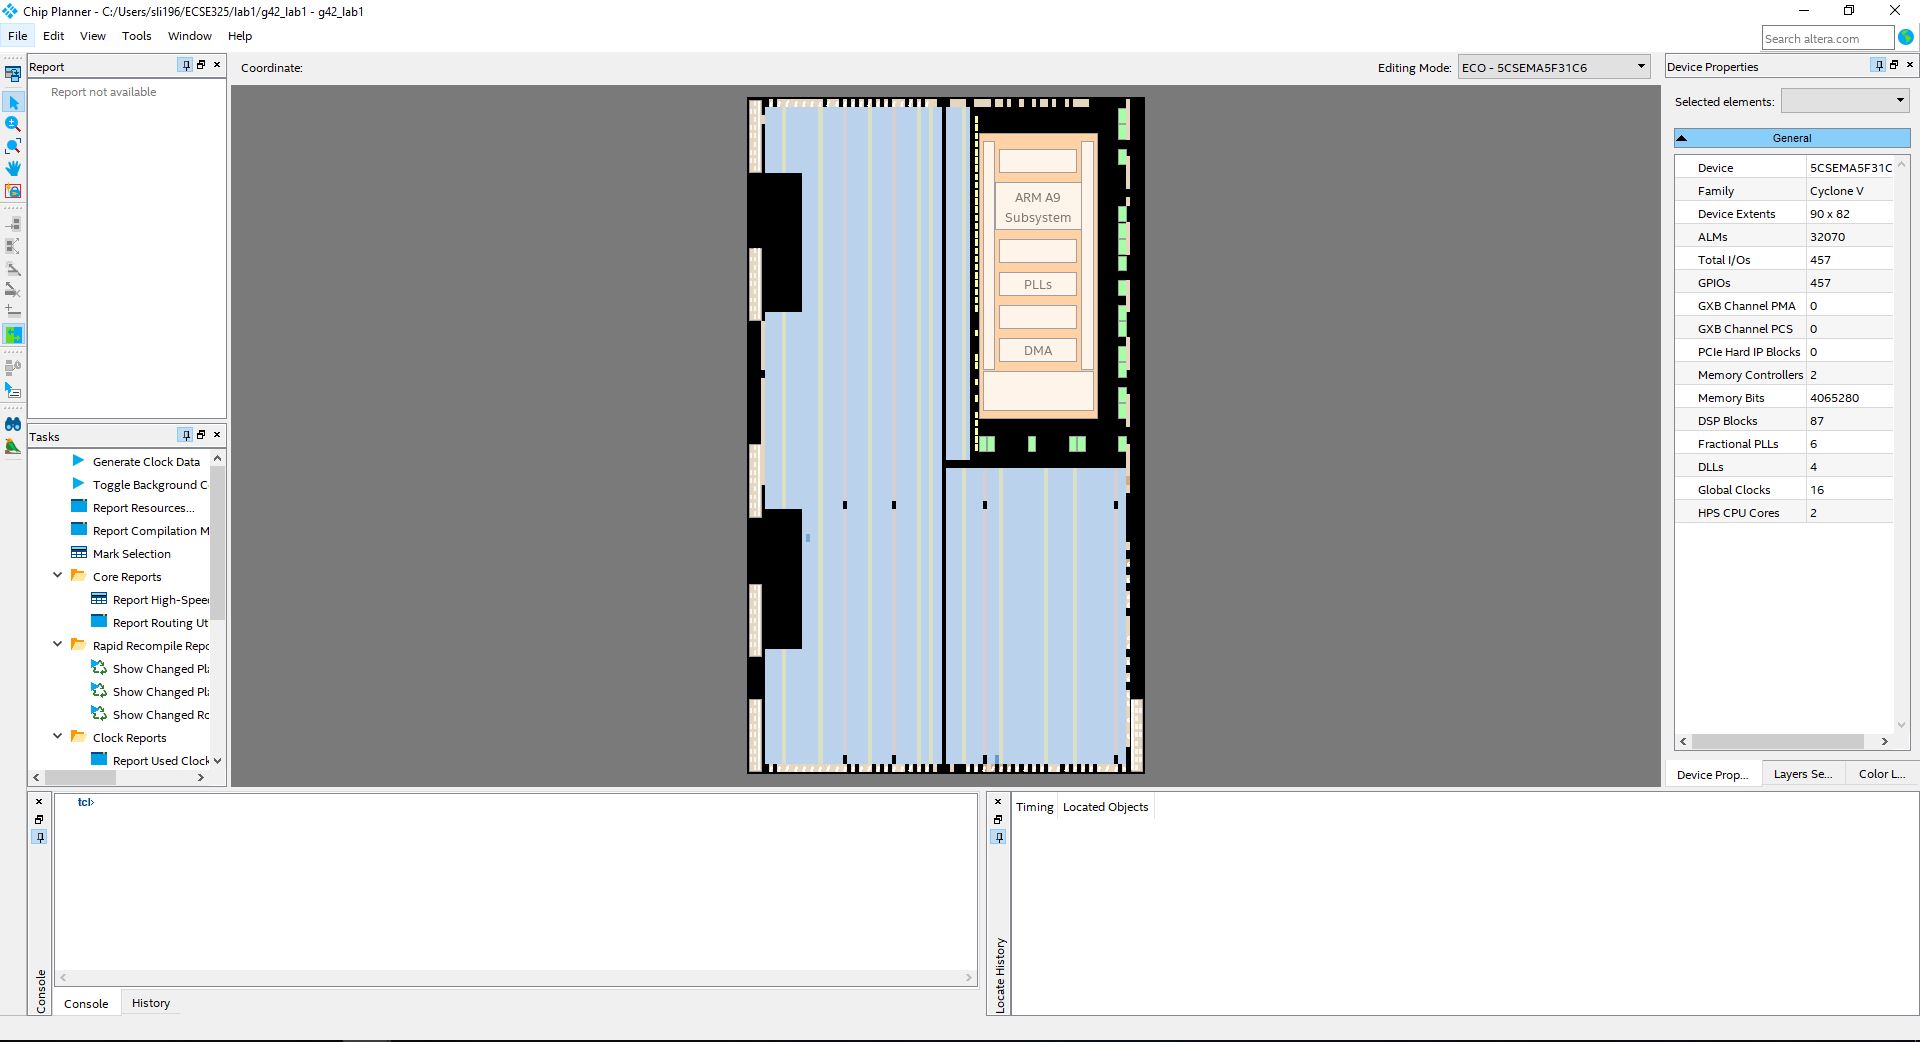 Chip Planner - C:/Users/sli196/ECSE325/lab1/g42_lab1 - g42_lab1
File Edit View Tools Window Help
Search altera.com
Report
Report not available
Coordinate:
Editing Mode: ECO - 5CSEMA5F31C6
Tasks
Generate Clock Data
Toggle Background C
Report Resources...
Report Compilation M
Mark Selection
Core Reports
Report High-Spee
Report Routing Ut
Rapid Recompile Repo
Show Changed Pla
Show Changed Pla
Show Changed Ro
Clock Reports
Report Used Clock
ARM A9
Subsystem
PLLs
DMA
Device Properties
Selected elements:
General
Device 5CSEMA5F31C
Family Cyclone V
Device Extents 90 x 82
ALMs 32070
Total I/Os 457
GPIOs 457
GXB Channel PMA 0
GXB Channel PCS 0
PCIe Hard IP Blocks 0
Memory Controllers 2
Memory Bits 4065280
DSP Blocks 87
Fractional PLLs 6
DLLs 4
Global Clocks 16
HPS CPU Cores 2
Device Prop... Layers Se... Color L...
tcl>
Console
Console History
Timing Located Objects
Locate History